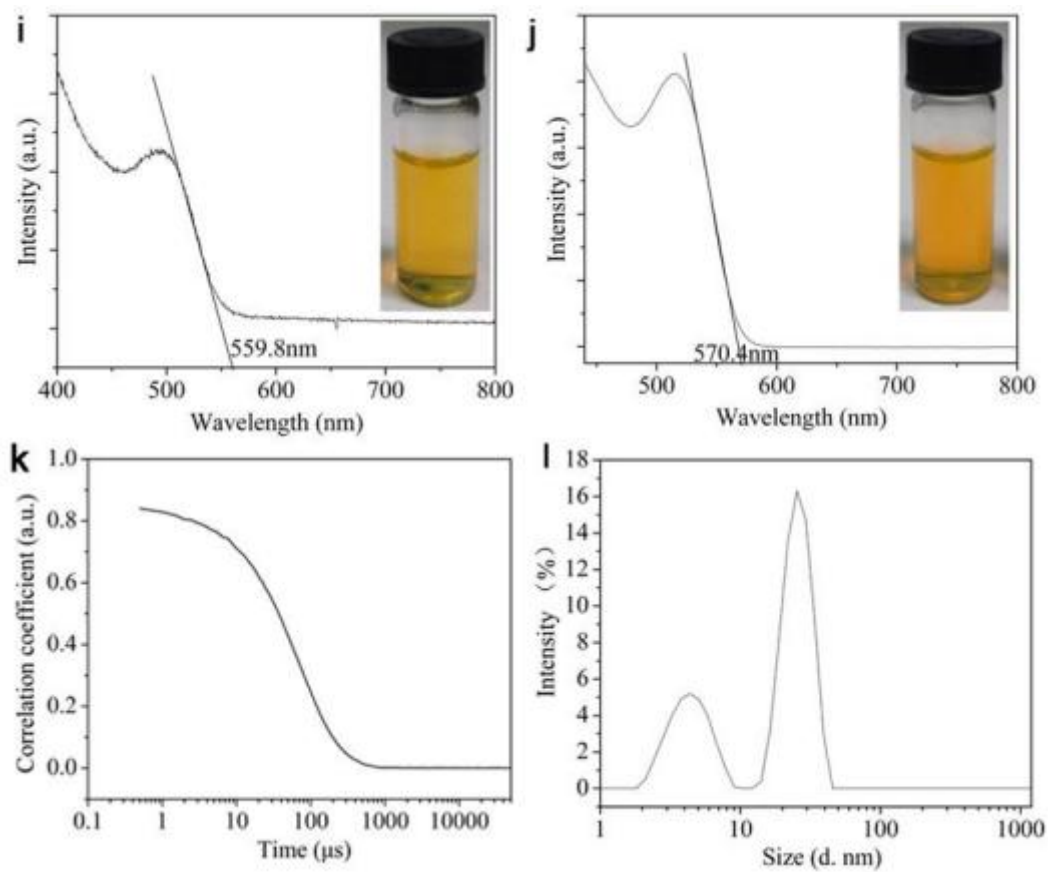 i
Intensity (a.u.)
559.8nm
400 500 600 700 800
Wavelength (nm)
j
Intensity (a.u.)
570.4nm
500 600 700 800
Wavelength (nm)
k
Correlation coefficient (a.u.)
1.0
0.8
0.6
0.4
0.2
0.0
0.1 1 10 100 1000 10000
Time (μs)
l
Intensity (%)
18
16
14
12
10
8
6
4
2
0
1 10 100 1000
Size (d. nm)